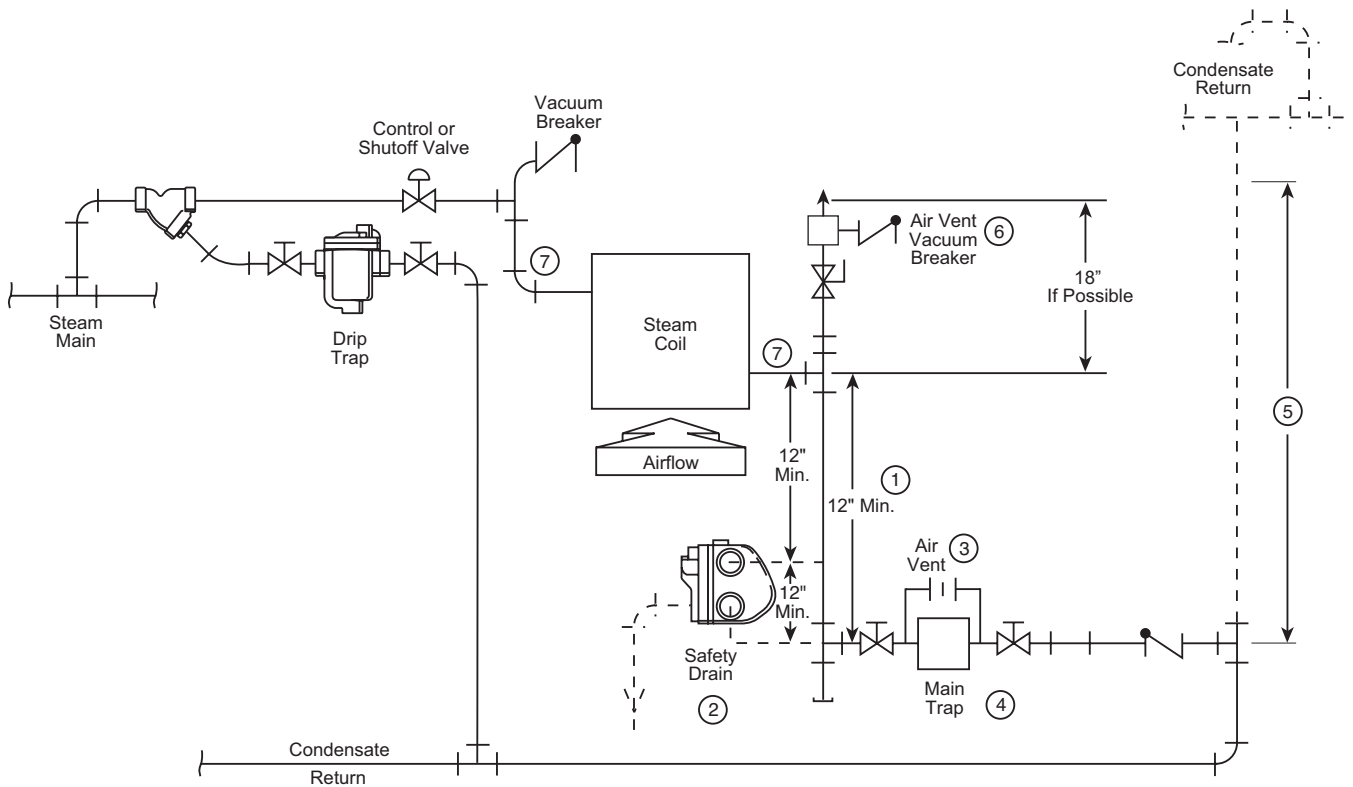 Condensate
Return
Vacuum
Breaker
Control or
Shutoff Valve
Air Vent
Vacuum
Breaker
6
18”
If Possible
7
Steam
Main
Drip
Trap
Steam
Coil
7
5
Airflow
12"
Min.
1
12" Min.
Air
Vent
3
12"
Min.
Safety
Drain
2
Main
Trap
4
Condensate
Return